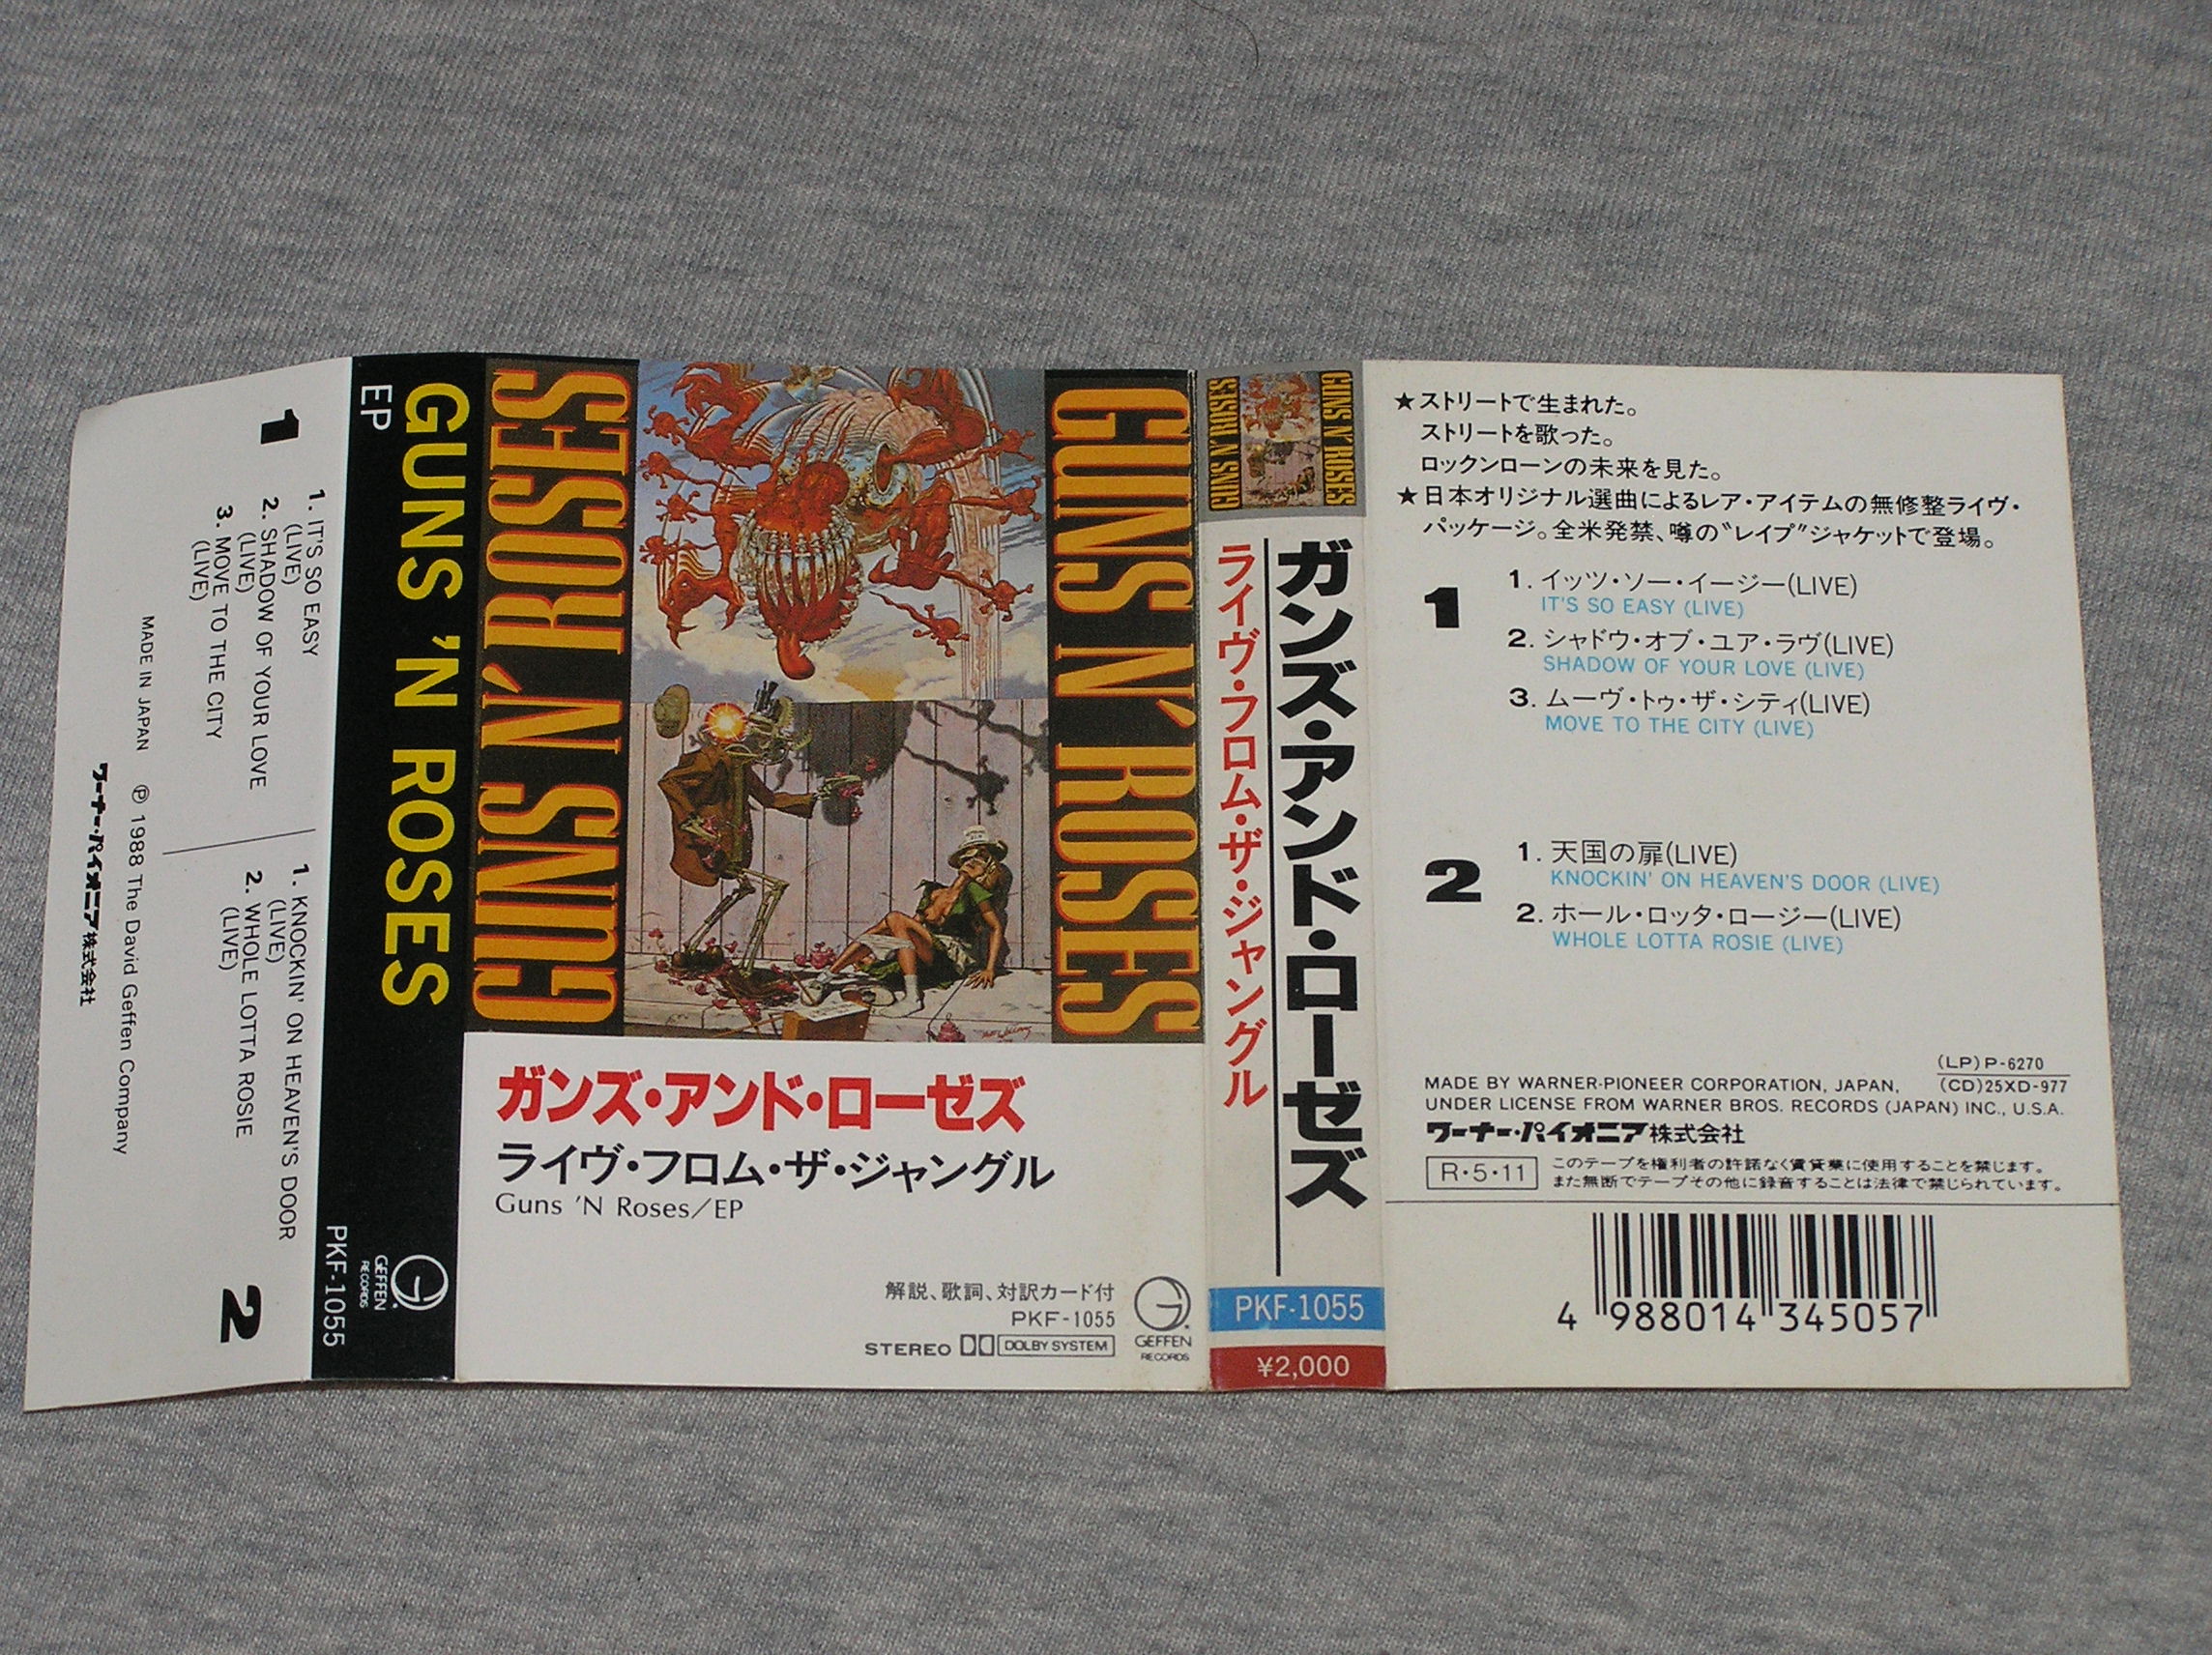 1
1. IT'S SO EASY
(LIVE)
2. SHADOW OF YOUR LOVE
(LIVE)
3. MOVE TO THE CITY
(LIVE)
1. KNOCKIN' ON HEAVEN'S DOOR
(LIVE)
2. WHOLE LOTTA ROSIE
(LIVE)
2
MADE IN JAPAN Ⓟ 1988 The David Geffen Company
ワーナー・パイオニア株式会社
GUNS 'N ROSES
EP
GEFFEN
RECORDS
PKF-1055
GUNS N' ROSES
GUNS N' ROSES
ガンズ・アンド・ローゼズ
ライヴ・フロム・ザ・ジャングル
Guns 'N Roses/EP
解説、歌詞、対訳カード付
PKF-1055
STEREO DOLBY SYSTEM
GEFFEN
RECORDS
GUNS N' ROSES
GUNS N' ROSES
ガンズ・アンド・ローゼズ
ライヴ・フロム・ザ・ジャングル
PKF-1055
¥2,000
★ストリートで生まれた。
ストリートを歌った。
ロックンローンの未来を見た。
★日本オリジナル選曲によるレア・アイテムの無修整ライヴ・
パッケージ。全米発禁、噂の“レイプ”ジャケットで登場。
1
1. イッツ・ソー・イージー(LIVE)
IT'S SO EASY (LIVE)
2. シャドウ・オブ・ユア・ラヴ(LIVE)
SHADOW OF YOUR LOVE (LIVE)
3. ムーヴ・トゥ・ザ・シティ(LIVE)
MOVE TO THE CITY (LIVE)
2
1. 天国の扉(LIVE)
KNOCKIN' ON HEAVEN'S DOOR (LIVE)
2. ホール・ロッタ・ロージー(LIVE)
WHOLE LOTTA ROSIE (LIVE)
(LP)P-6270
(CD)25XD-977
MADE BY WARNER-PIONEER CORPORATION, JAPAN,
UNDER LICENSE FROM WARNER BROS. RECORDS (JAPAN) INC., U.S.A.
ワーナー・パイオニア株式会社
R・5・11
このテープを権利者の許諾なく賃貸業に使用することを禁じます。
また無断でテープその他に録音することは法律で禁じられています。
4 988014 345057